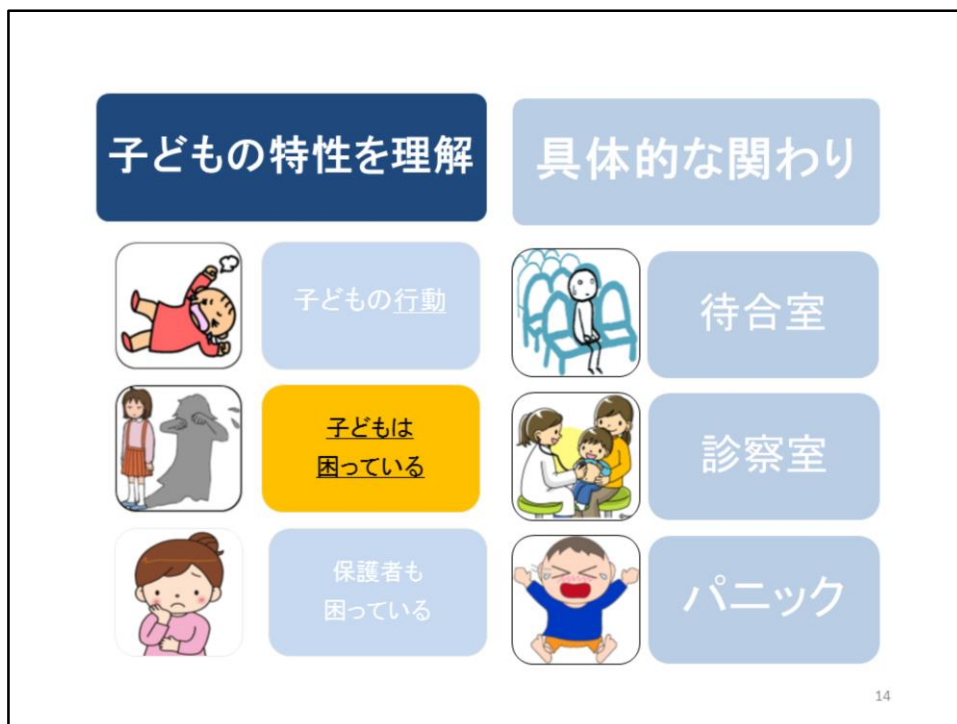 子どもの特性を理解
子どもの行動
子どもは
困っている
保護者も
困っている
具体的な関わり
待合室
診察室
パニック
14